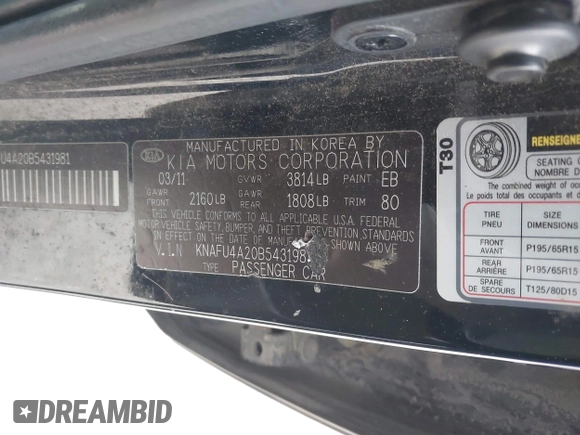 U4A20B5431981
KIA
MANUFACTURED IN KOREA BY
KIA MOTORS CORPORATION
03/11 GVWR 3814 LB PAINT EB
GAWR FRONT 2160 LB GAWR REAR 1808 LB TRIM 80
THIS VEHICLE CONFORMS TO ALL APPLICABLE U.S.A. FEDERAL
MOTOR VEHICLE SAFETY, BUMPER, AND THEFT PREVENTION STANDARDS
IN EFFECT ON THE DATE OF MANUFACTURE SHOWN ABOVE
V.I.N KNAFU4A20B543198
TYPE PASSENGER CAR
T30
RENSEIGNE
SEATING
NOMBRE D
The combined weight of occu
Le poids total des occupants et d
TIRE PNEU SIZE DIMENSIONS
FRONT AVANT P195/65R15
REAR ARRIÈRE P195/65R15
SPARE DE SECOURS T125/80D15
DREAMBID